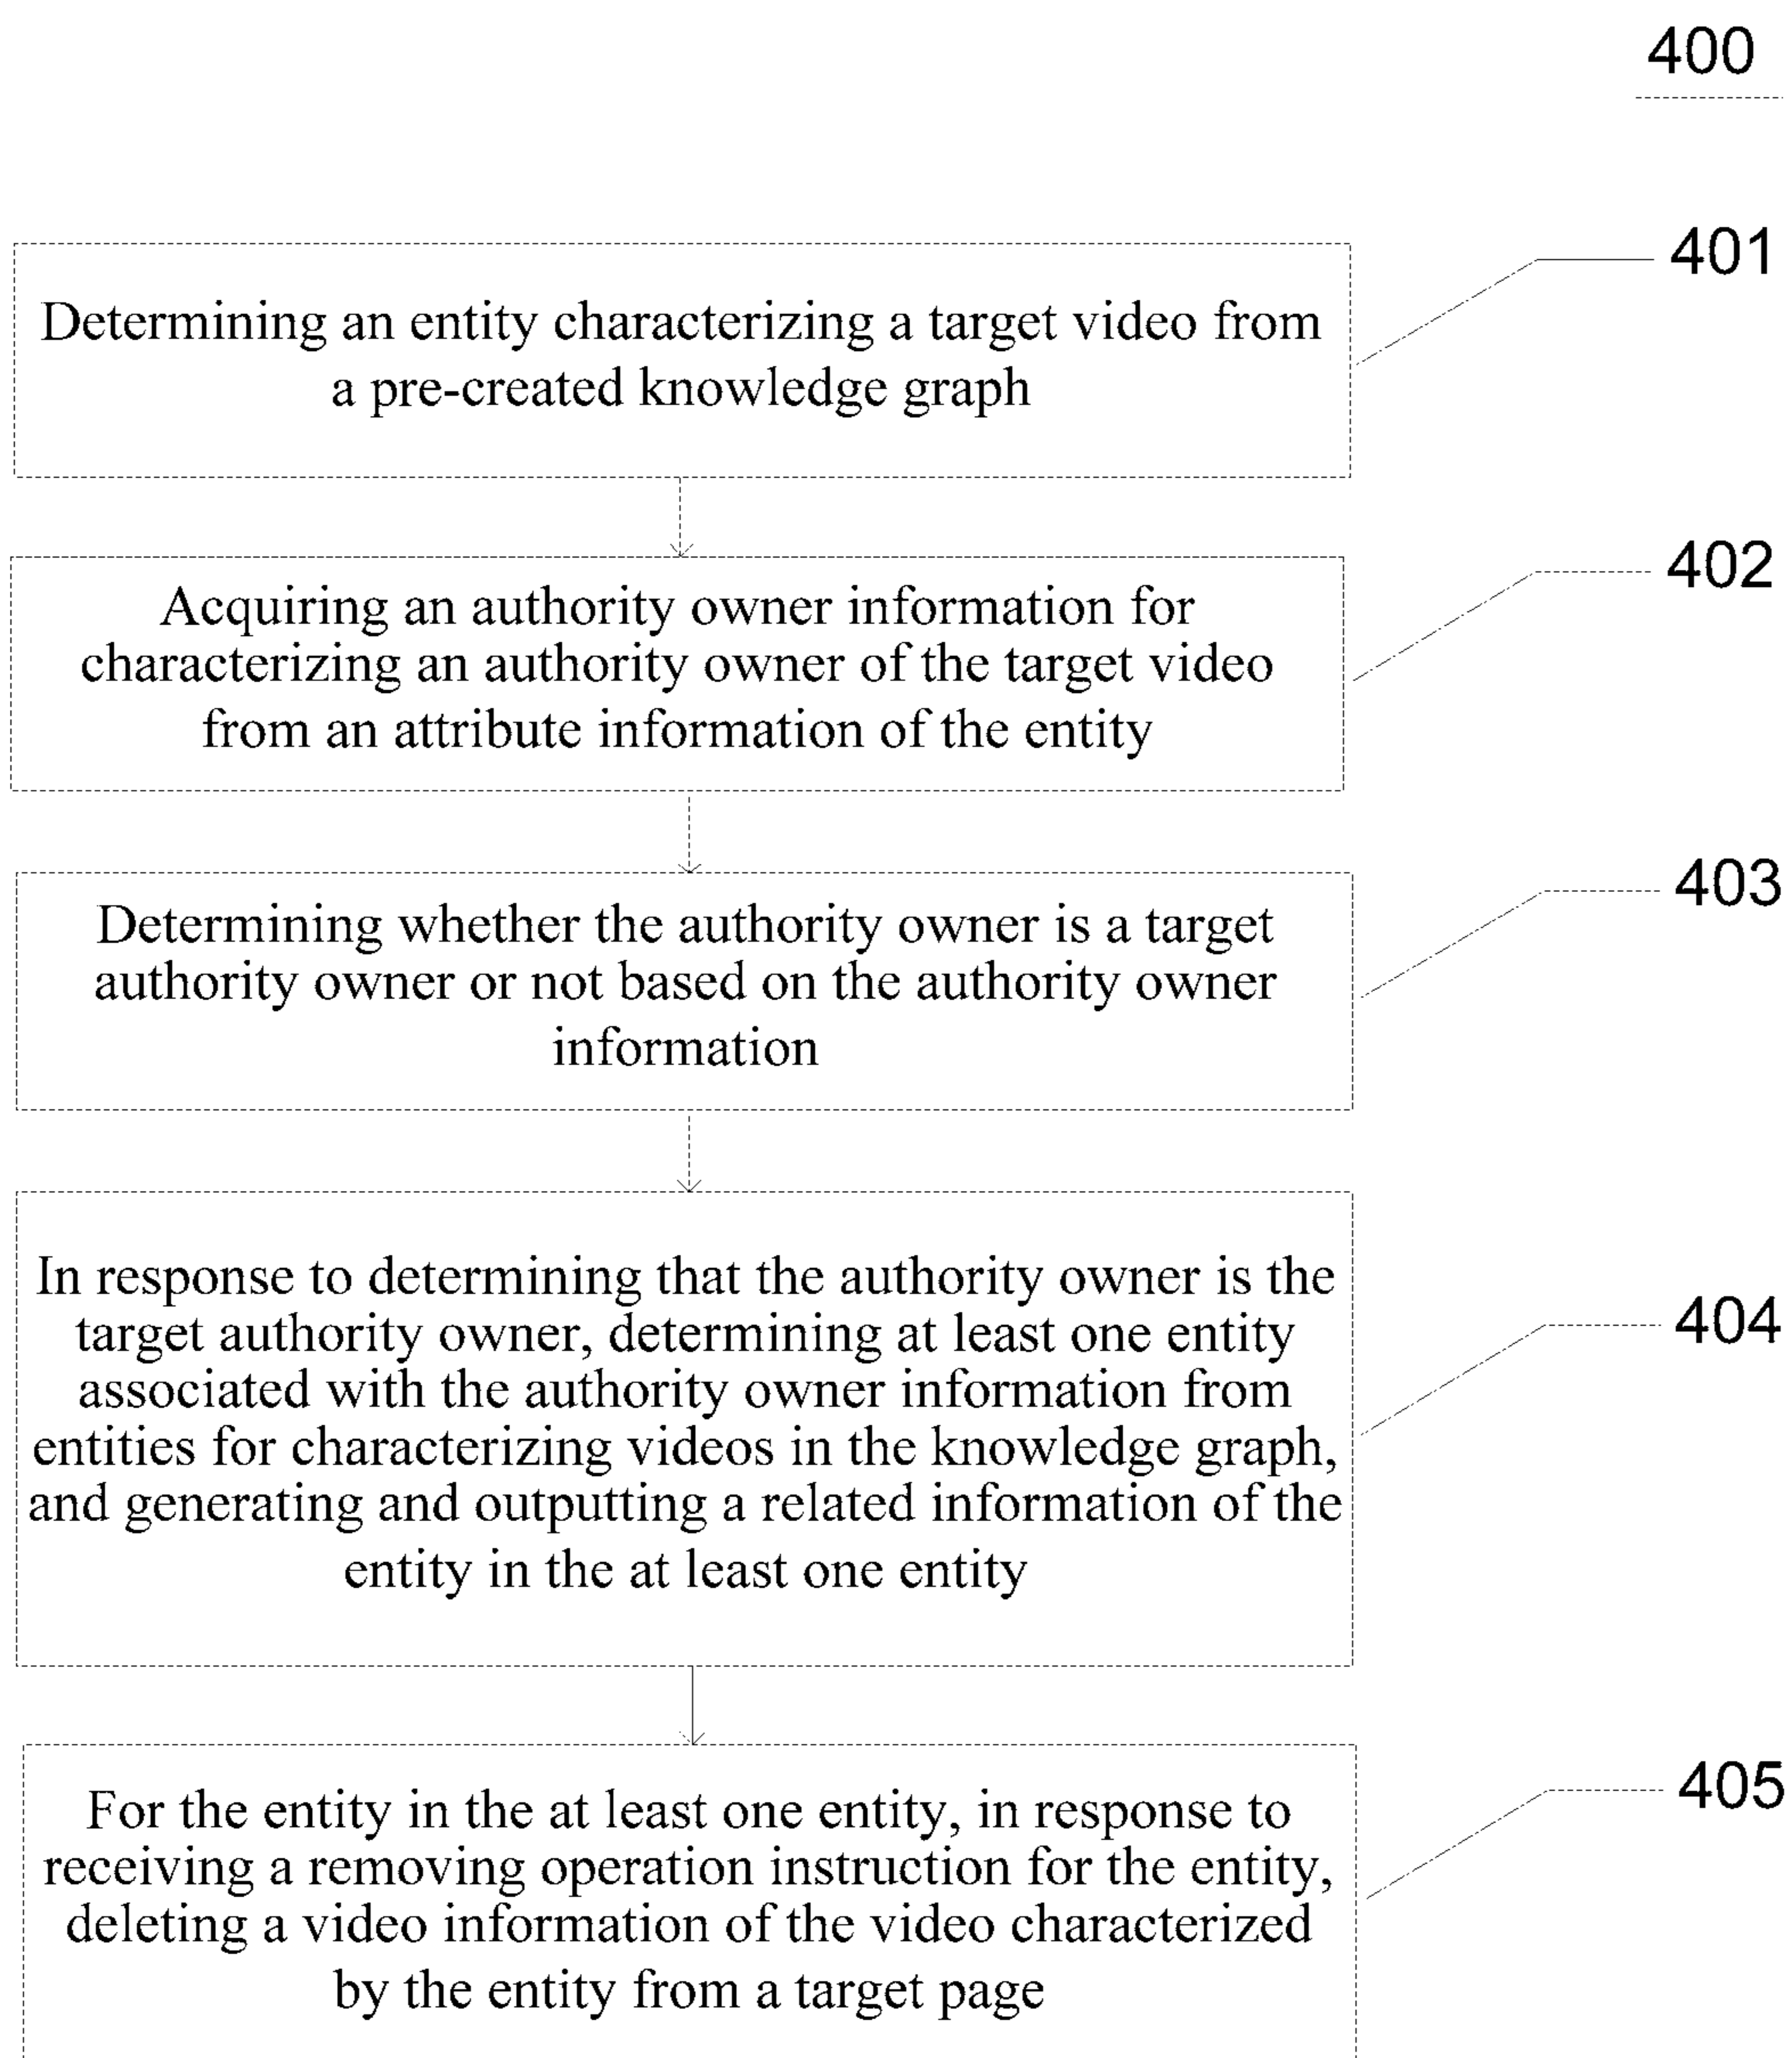 400
401
Determining an entity characterizing a target video from
a pre-created knowledge graph
402
Acquiring an authority owner information for
characterizing an authority owner of the target video
from an attribute information of the entity
403
Determining whether the authority owner is a target
authority owner or not based on the authority owner
information
In response to determining that the authority owner is the
target authority owner, determining at least one entity
404
associated with the authority owner information from
entities for characterizing videos in the knowledge graph,
and generating and outputting a related information of the
entity in the at least one entity
405
For the entity in the at least one entity, in response to
receiving a removing operation instruction for the entity,
deleting a video information of the video characterized
by the entity from a target page